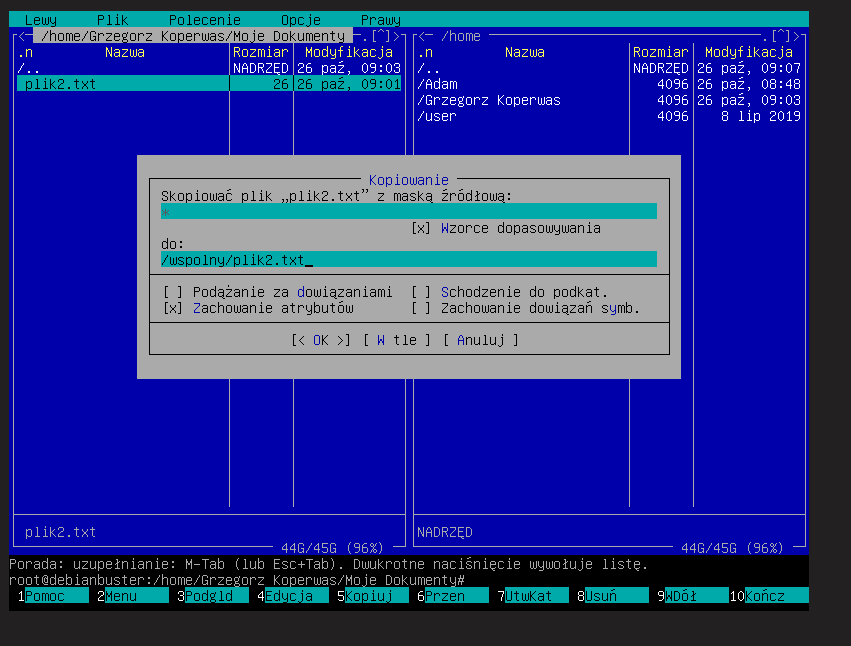 Lewy Plik Polecenie Opcje Prawy
<─ /home/Grzegorz Koperwas/Moje Dokumenty ─.[^]>
.n Nazwa Rozmiar Modyfikacja
/.. NADRZĘD 26 paź, 09:03
plik2.txt 26 26 paź, 09:01
<─ /home ─.[^]>
.n Nazwa Rozmiar Modyfikacja
/.. NADRZĘD 26 paź, 09:07
/Adam 4096 26 paź, 08:48
/Grzegorz Koperwas 4096 26 paź, 09:03
/user 4096 8 lip 2019
Kopiowanie
Skopiować plik „plik2.txt” z maską źródłową:
*
[x] Wzorce dopasowywania
do:
/wspolny/plik2.txt_
[ ] Podążanie za dowiązaniami [ ] Schodzenie do podkat.
[x] Zachowanie atrybutów [ ] Zachowanie dowiązań symb.
[< OK >] [ W tle ] [ Anuluj ]
plik2.txt
44G/45G (96%)
NADRZĘD
44G/45G (96%)
Porada: uzupełnianie: M-Tab (lub Esc+Tab). Dwukrotne naciśnięcie wywołuje listę.
root@debianbuster:/home/Grzegorz Koperwas/Moje Dokumenty#
1Pomoc 2Menu 3Podgld 4Edycja 5Kopiuj 6Przen 7UtwKat 8Usuń 9WDół 10Kończ